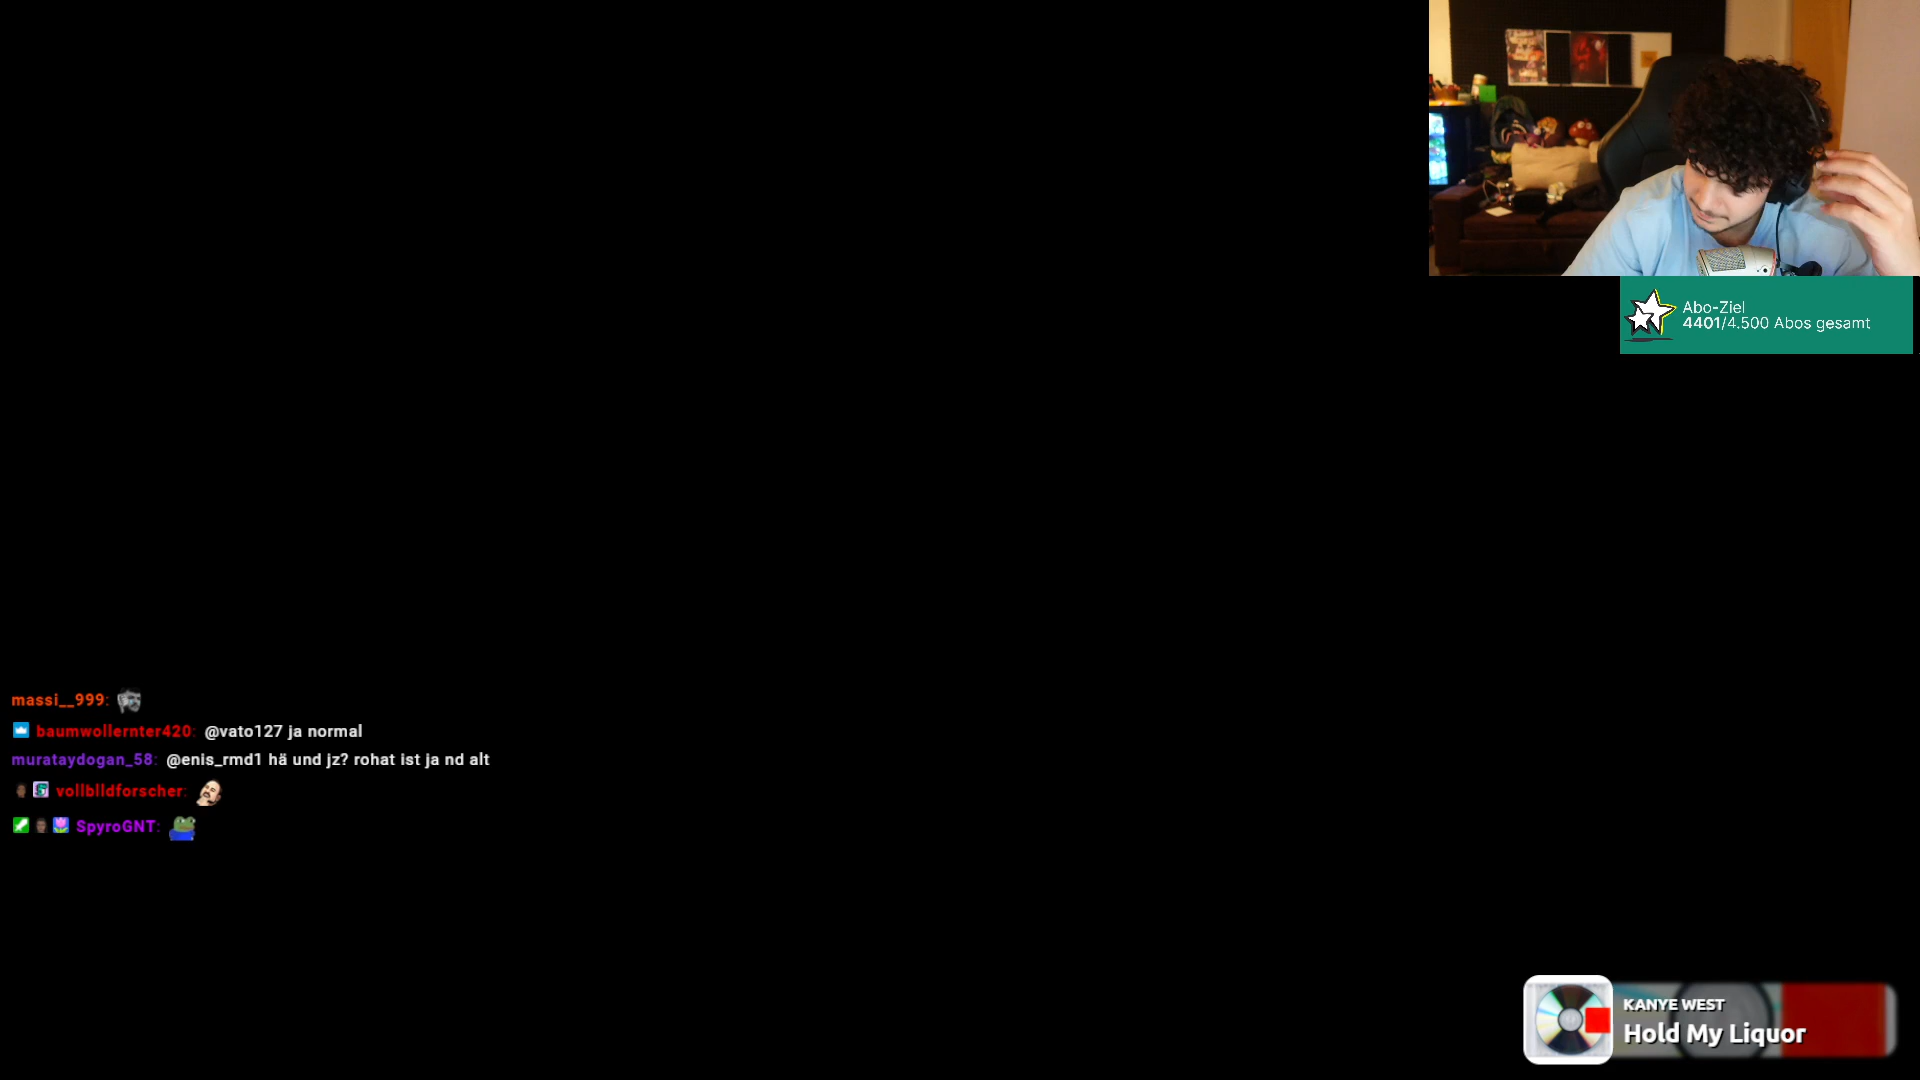 Abo-Ziel
4401/4.500 Abos gesamt
massi__999:
baumwollernter420: @vato127 ja normal
murataydogan_58: @enis_rmd1 hä und jz? rohat ist ja nd alt
vollblldforscher:
SpyroGNT:
KANYE WEST
Hold My Liquor